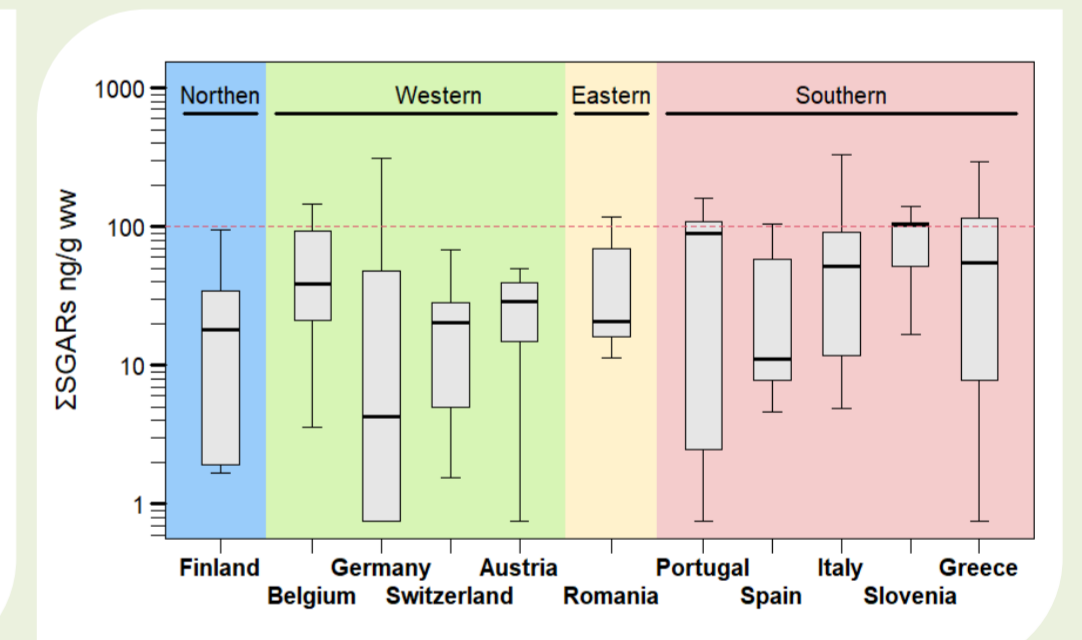 1000
100
10
1
ΣSGARs ng/g ww
Northen
Western
Eastern
Southern
Finland
Belgium
Germany
Switzerland
Austria
Romania
Portugal
Spain
Italy
Slovenia
Greece